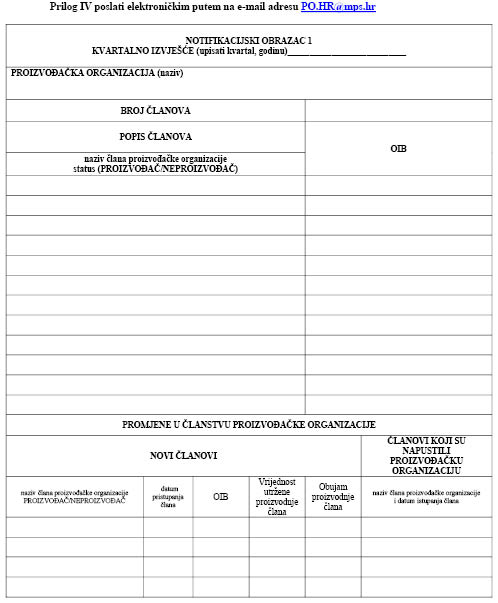 Prilog IV poslati elektroničkim putem na e-mail adresu PO.HR@mps.hr
NOTIFIKACIJSKI OBRAZAC 1
KVARTALNO IZVJEŠĆE (upisati kvartal, godinu)__________________________
PROIZVOĐAČKA ORGANIZACIJA (naziv)
BROJ ČLANOVA
POPIS ČLANOVA
OIB
naziv člana proizvođačke organizacije
status (PROIZVOĐAČ/NEPROIZVOĐAČ)
PROMJENE U ČLANSTVU PROIZVOĐAČKE ORGANIZACIJE
NOVI ČLANOVI
ČLANOVI KOJI SU
NAPUSTILI
PROIZVOĐAČKU
ORGANIZACIJU
naziv člana proizvođačke organizacije
PROIZVOĐAČ/NEPROIZVOĐAČ
datum
pristupanja
člana
OIB
Vrijednost
utržene
proizvodnje
člana
Obujam
proizvodnje
člana
naziv člana proizvođačke organizacije
i datum istupanja člana